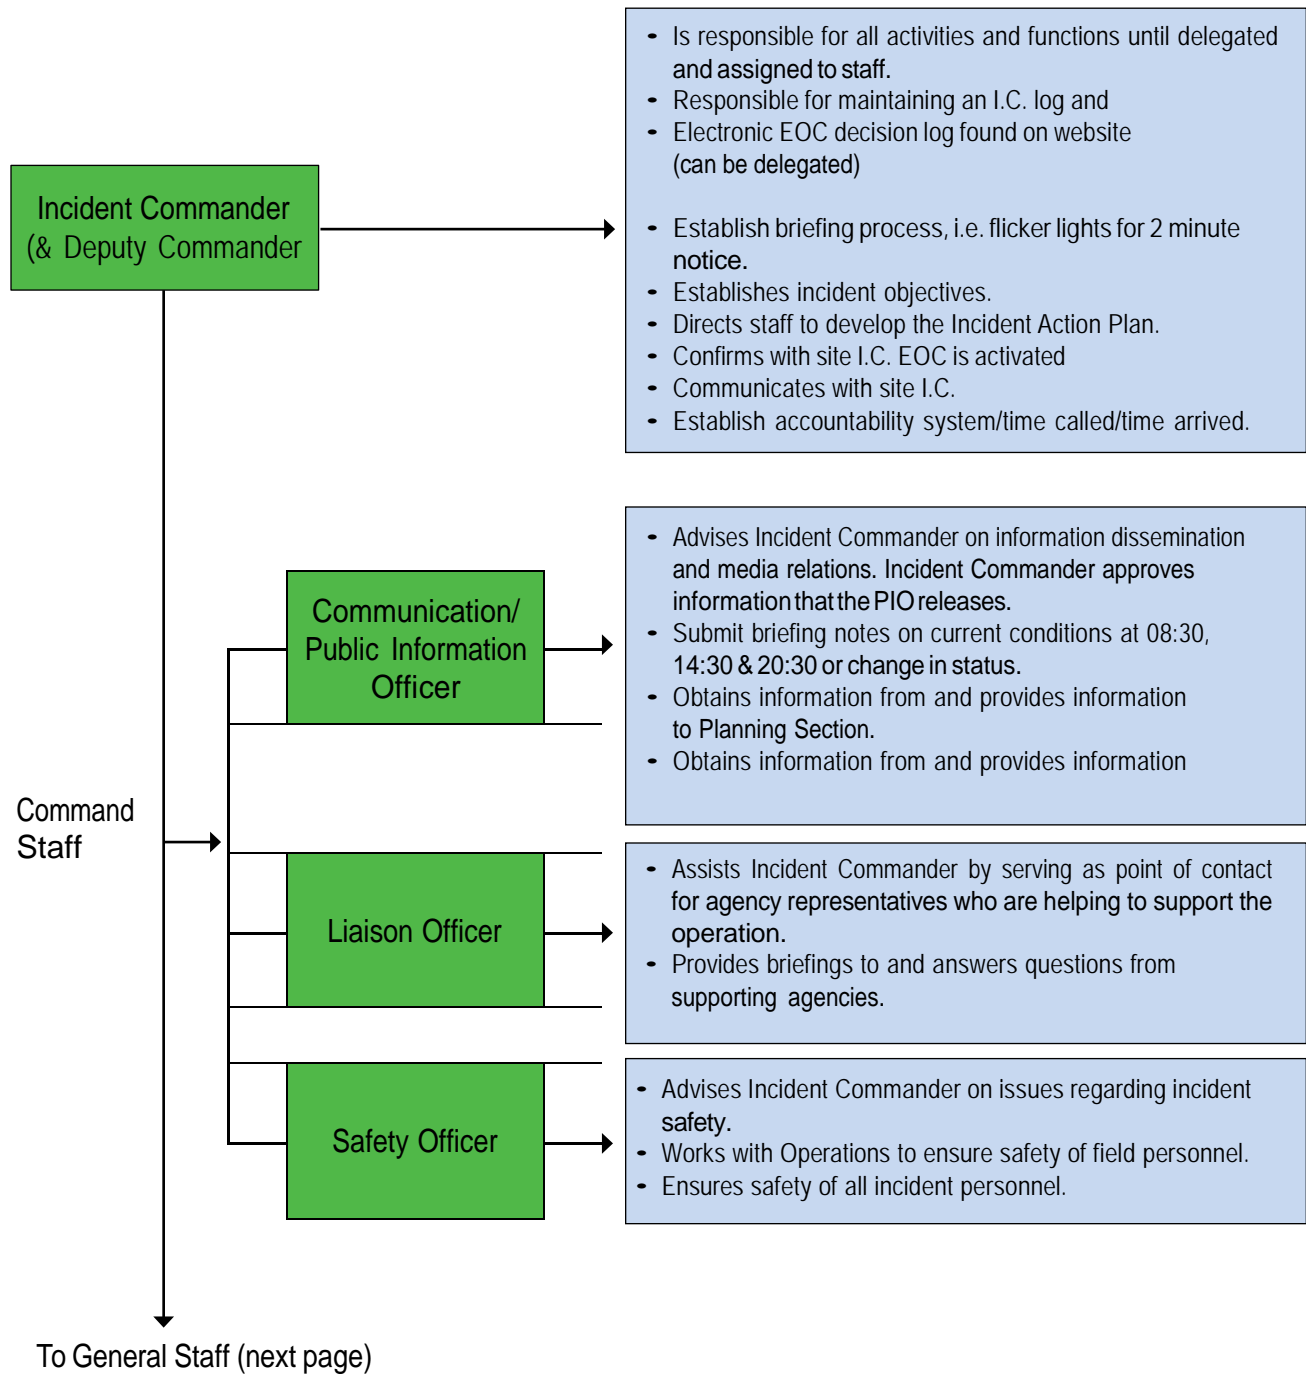 Incident Commander
(& Deputy Commander
• Is responsible for all activities and functions until delegated
and assigned to staff.
• Responsible for maintaining an I.C. log and
• Electronic EOC decision log found on website
(can be delegated)
• Establish briefing process, i.e. flicker lights for 2 minute
notice.
• Establishes incident objectives.
• Directs staff to develop the Incident Action Plan.
• Confirms with site I.C. EOC is activated
• Communicates with site I.C.
• Establish accountability system/time called/time arrived.
Command
Staff
Communication/
Public Information
Officer
• Advises Incident Commander on information dissemination
and media relations. Incident Commander approves
information that the PIO releases.
• Submit briefing notes on current conditions at 08:30,
14:30 & 20:30 or change in status.
• Obtains information from and provides information
to Planning Section.
• Obtains information from and provides information
Liaison Officer
• Assists Incident Commander by serving as point of contact
for agency representatives who are helping to support the
operation.
• Provides briefings to and answers questions from
supporting agencies.
Safety Officer
• Advises Incident Commander on issues regarding incident
safety.
• Works with Operations to ensure safety of field personnel.
• Ensures safety of all incident personnel.
To General Staff (next page)